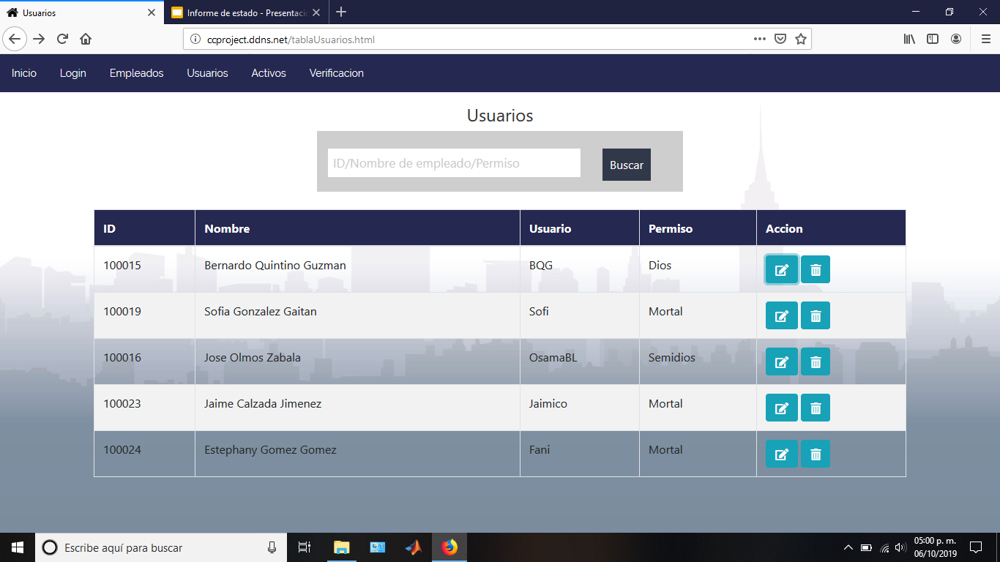 Usuarios
Informe de estado - Presentaci
ccproject.ddns.net/tablaUsuarios.html
Inicio Login Empleados Usuarios Activos Verificacion
Usuarios
ID/Nombre de empleado/Permiso Buscar
ID Nombre Usuario Permiso Accion
100015 Bernardo Quintino Guzman BQG Dios
100019 Sofia Gonzalez Gaitan Sofi Mortal
100016 Jose Olmos Zabala OsamaBL Semidios
100023 Jaime Calzada Jimenez Jaimico Mortal
100024 Estephany Gomez Gomez Fani Mortal
Escribe aquí para buscar
05:00 p. m.
06/10/2019